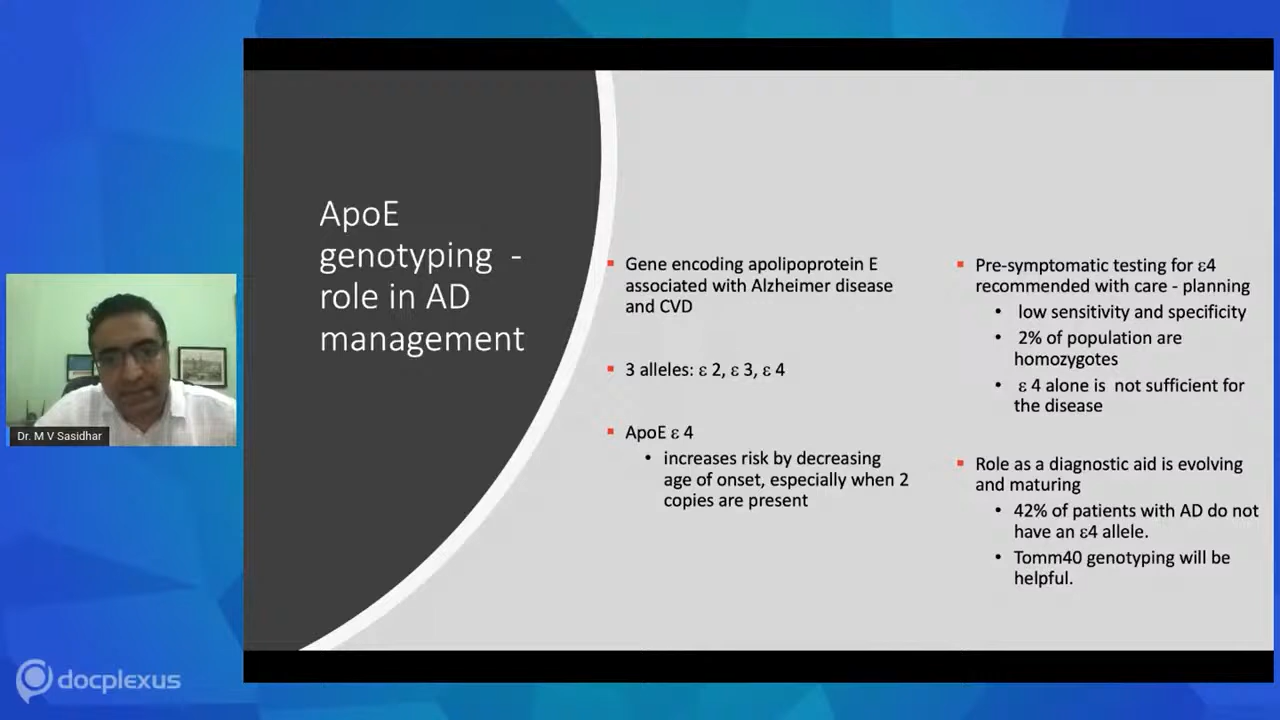 ApoE
genotyping -
role in AD
management
Gene encoding apolipoprotein E
associated with Alzheimer disease
and CVD
3 alleles: ε 2, ε 3, ε 4
ApoE ε 4
increases risk by decreasing
age of onset, especially when 2
copies are present
Pre-symptomatic testing for ε4
recommended with care - planning
low sensitivity and specificity
2% of population are
homozygotes
ε 4 alone is not sufficient for
the disease
Role as a diagnostic aid is evolving
and maturing
42% of patients with AD do not
have an ε4 allele.
Tomm40 genotyping will be
helpful.
Dr. M V Sasidhar
docplexus